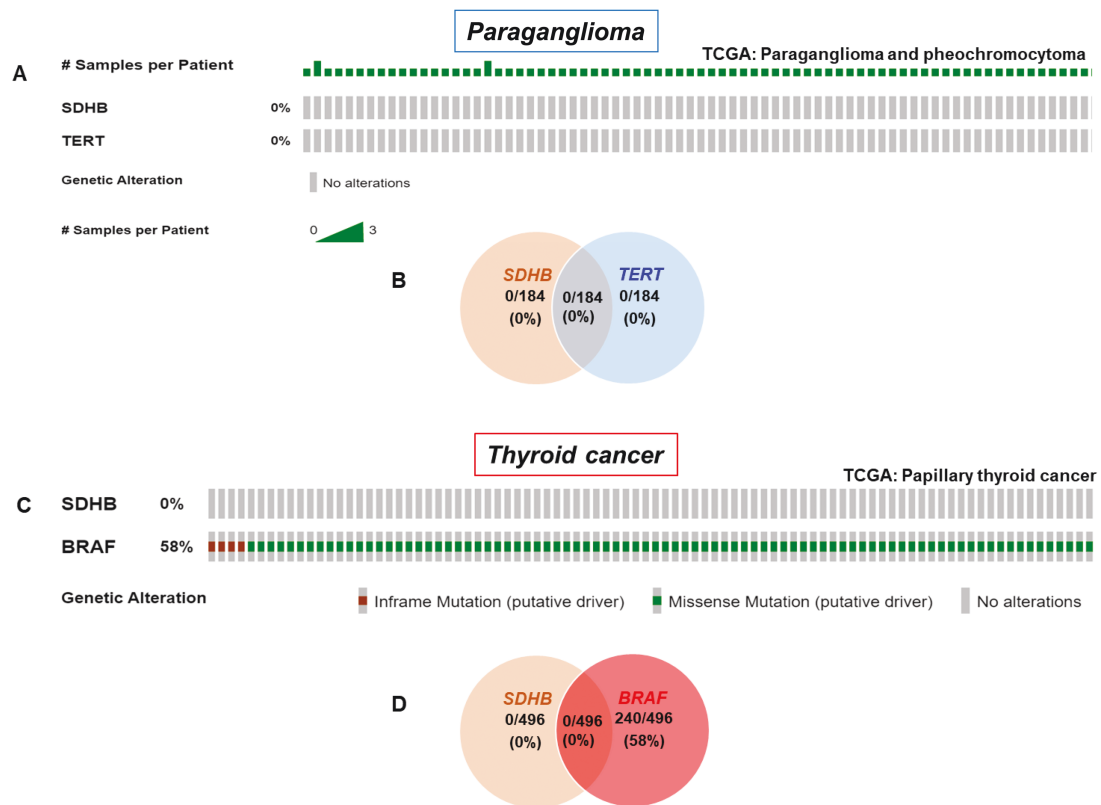 Paraganglioma
TCGA: Paraganglioma and pheochromocytoma
A
# Samples per Patient
SDHB 0%
TERT 0%
Genetic Alteration No alterations
# Samples per Patient 0 3
B
SDHB TERT
0/184 0/184 0/184
(0%) (0%) (0%)
Thyroid cancer
TCGA: Papillary thyroid cancer
C SDHB 0%
BRAF 58%
Genetic Alteration Inframe Mutation (putative driver) Missense Mutation (putative driver) No alterations
D
SDHB BRAF
0/496 0/496 240/496
(0%) (0%) (58%)